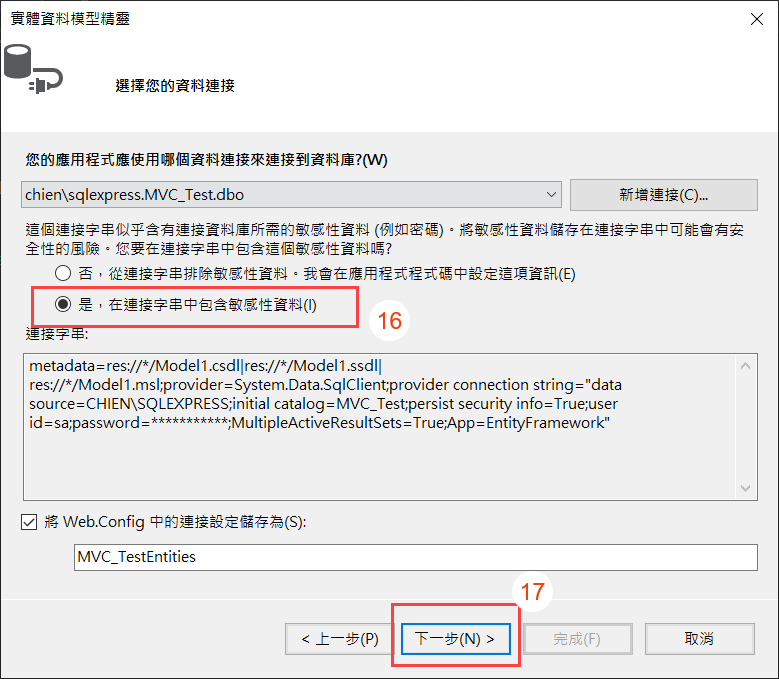 實體資料模型精靈
選擇您的資料連接
您的應用程式應使用哪個資料連接來連接到資料庫?(W)
chien\sqlexpress.MVC_Test.dbo
新增連接(C)...
這個連接字串似乎含有連接資料庫所需的敏感性資料 (例如密碼)。將敏感性資料儲存在連接字串中可能會有安
全性的風險。您要在連接字串中包含這個敏感性資料嗎?
否，從連接字串排除敏感性資料。我會在應用程式程式碼中設定這項資訊(E)
是，在連接字串中包含敏感性資料(I)
16
連接字串:
metadata=res://*/Model1.csdl|res://*/Model1.ssdl|
res://*/Model1.msl;provider=System.Data.SqlClient;provider connection string="data
source=CHIEN\SQLEXPRESS;initial catalog=MVC_Test;persist security info=True;user
id=sa;password=***********;MultipleActiveResultSets=True;App=EntityFramework"
將 Web.Config 中的連接設定儲存為(S):
MVC_TestEntities
17
< 上一步(P)
下一步(N) >
完成(F)
取消